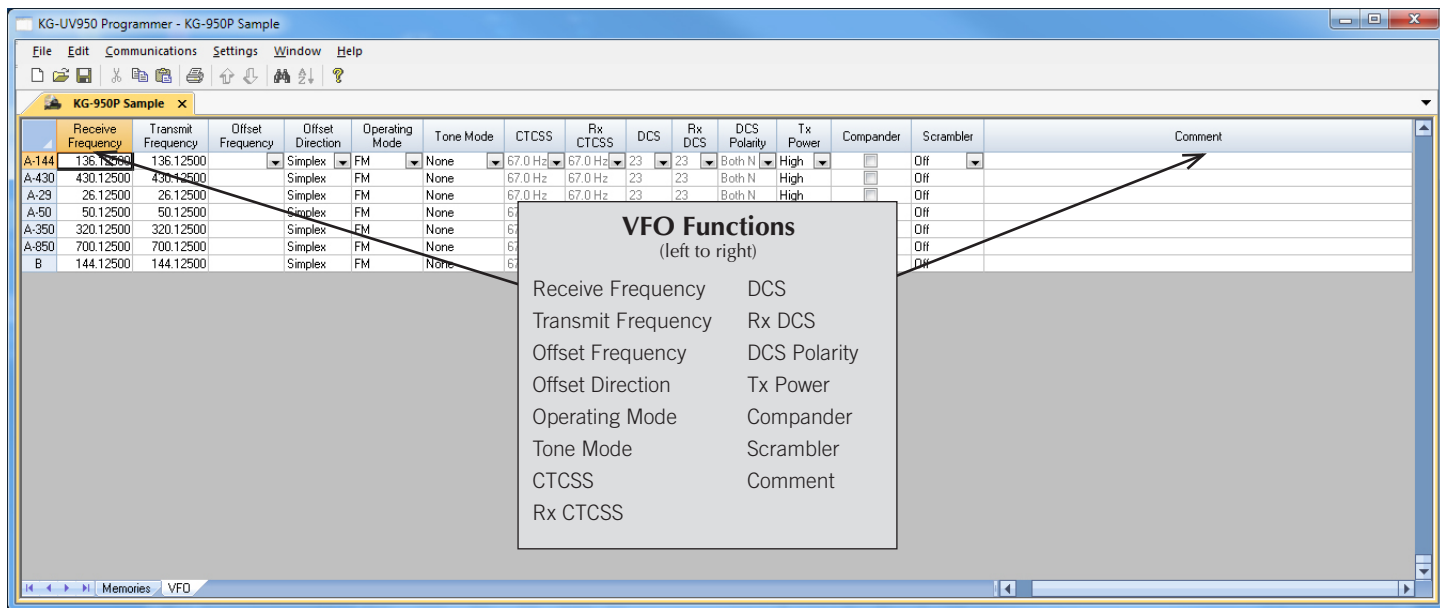 KG-UV950 Programmer - KG-950P Sample
File Edit Communications Settings Window Help
KG-950P Sample X
Receive Frequency Transmit Frequency Offset Frequency Offset Direction Operating Mode Tone Mode CTCSS Rx CTCSS DCS Rx DCS DCS Polarity Tx Power Compander Scrambler Comment
A-144 136.12500 136.12500 Simplex FM None 67.0 Hz 67.0 Hz 23 23 Both N High Off
A-430 430.12500 430.12500 Simplex FM None 67.0 Hz 67.0 Hz 23 23 Both N High Off
A-29 26.12500 26.12500 Simplex FM None 67.0 Hz 67.0 Hz 23 23 Both N High Off
A-50 50.12500 50.12500 Simplex FM None Off
A-350 320.12500 320.12500 Simplex FM None Off
A-850 700.12500 700.12500 Simplex FM None Off
B 144.12500 144.12500 Simplex FM None Off
VFO Functions
(left to right)
Receive Frequency
Transmit Frequency
Offset Frequency
Offset Direction
Operating Mode
Tone Mode
CTCSS
Rx CTCSS
DCS
Rx DCS
DCS Polarity
Tx Power
Compander
Scrambler
Comment
Memories VFO